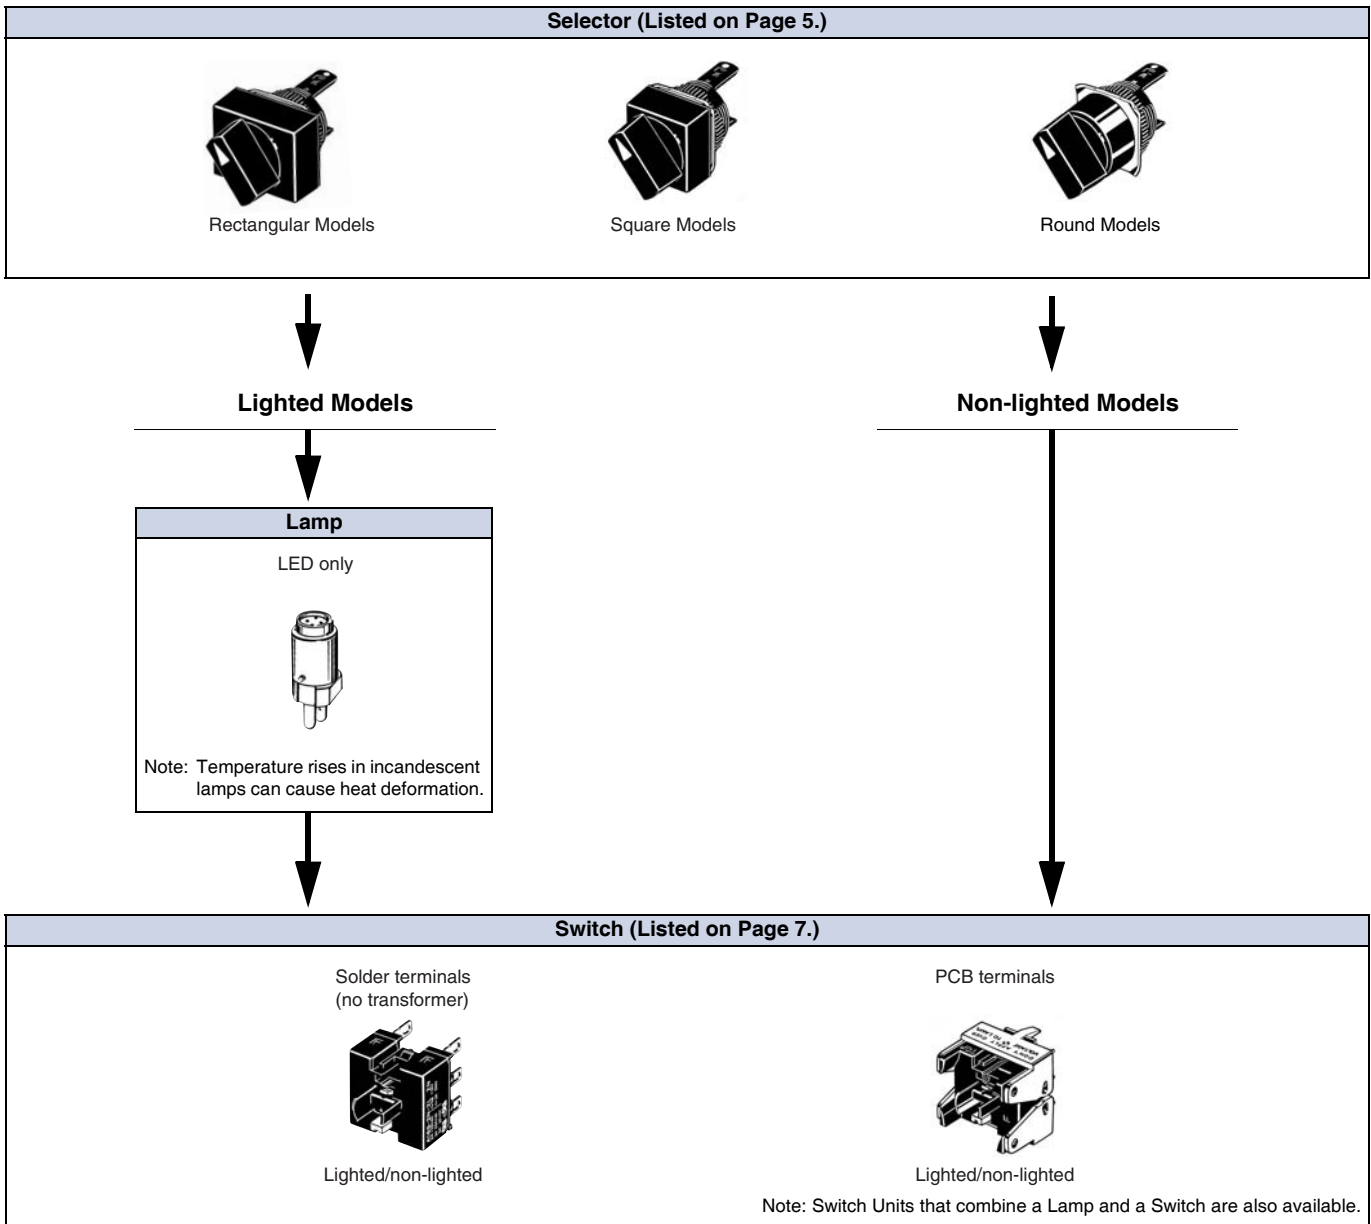 Selector (Listed on Page 5.)
Rectangular Models
Square Models
Round Models
Lighted Models
Non-lighted Models
Lamp
LED only
Note: Temperature rises in incandescent
lamps can cause heat deformation.
Switch (Listed on Page 7.)
Solder terminals
(no transformer)
PCB terminals
Lighted/non-lighted
Lighted/non-lighted
Note: Switch Units that combine a Lamp and a Switch are also available.